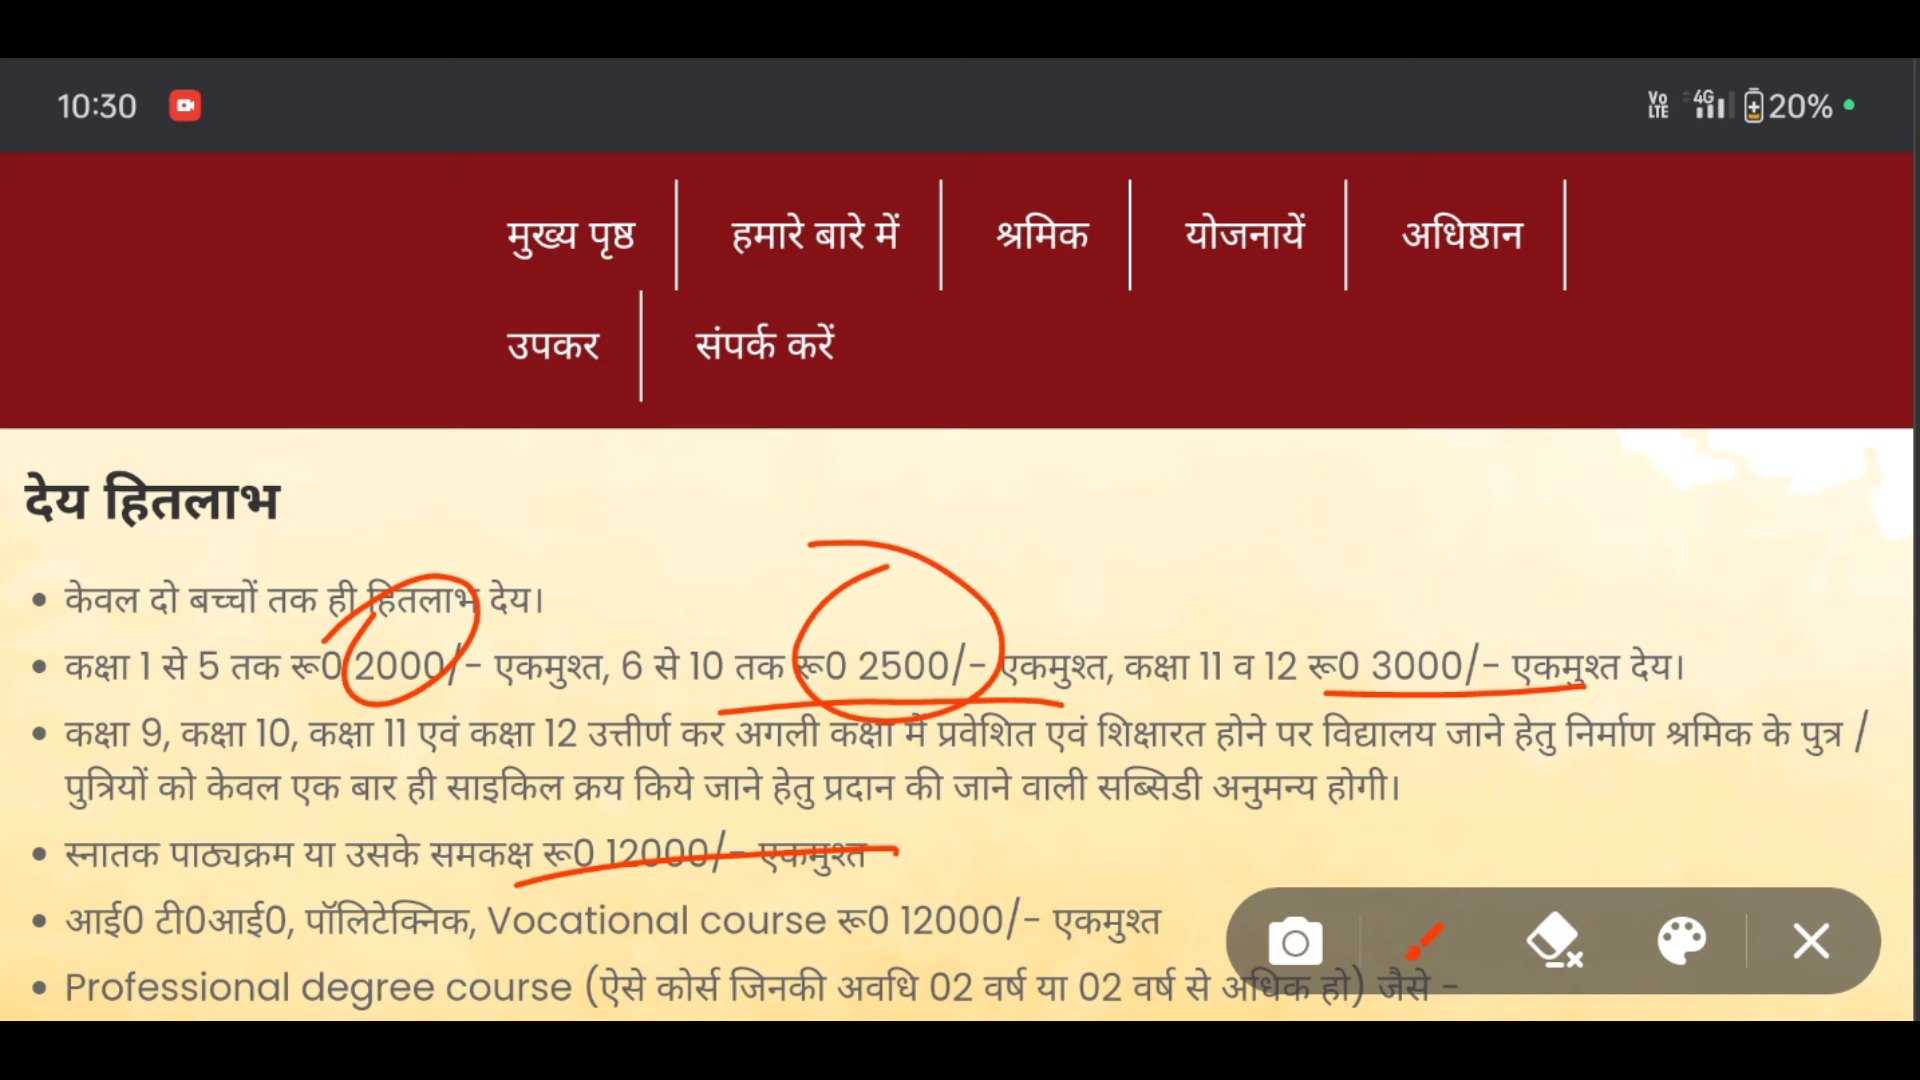 10:30
Vo LTE 4G 20%
मुख्य पृष्ठ
हमारे बारे में
श्रमिक
योजनायें
अधिष्ठान
उपकर
संपर्क करें
देय हितलाभ
• केवल दो बच्चों तक ही हितलाभ देय।
• कक्षा 1 से 5 तक रू0 2000/- एकमुश्त, 6 से 10 तक रू0 2500/- एकमुश्त, कक्षा 11 व 12 रू0 3000/- एकमुश्त देय।
• कक्षा 9, कक्षा 10, कक्षा 11 एवं कक्षा 12 उत्तीर्ण कर अगली कक्षा में प्रवेशित एवं शिक्षारत होने पर विद्यालय जाने हेतु निर्माण श्रमिक के पुत्र /
पुत्रियों को केवल एक बार ही साइकिल क्रय किये जाने हेतु प्रदान की जाने वाली सब्सिडी अनुमन्य होगी।
• स्नातक पाठ्यक्रम या उसके समकक्ष रू0 12000/- एकमुश्त
• आई0 टी0आई0, पॉलिटेक्निक, Vocational course रू0 12000/- एकमुश्त
• Professional degree course (ऐसे कोर्स जिनकी अवधि 02 वर्ष या 02 वर्ष से अधिक हो) जैसे -